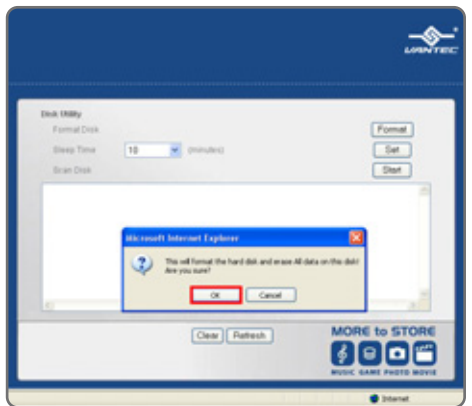 VANTEC
Disk Utility
Format Disk
Format
Sleep Time
10
(minutes)
Set
Scan Disk
Start
Microsoft Internet Explorer
This will format the hard disk and erase All data on this disk!
Are you sure?
OK
Cancel
Clear
Refresh
MORE to STORE
MUSIC GAME PHOTO MOVIE
Internet